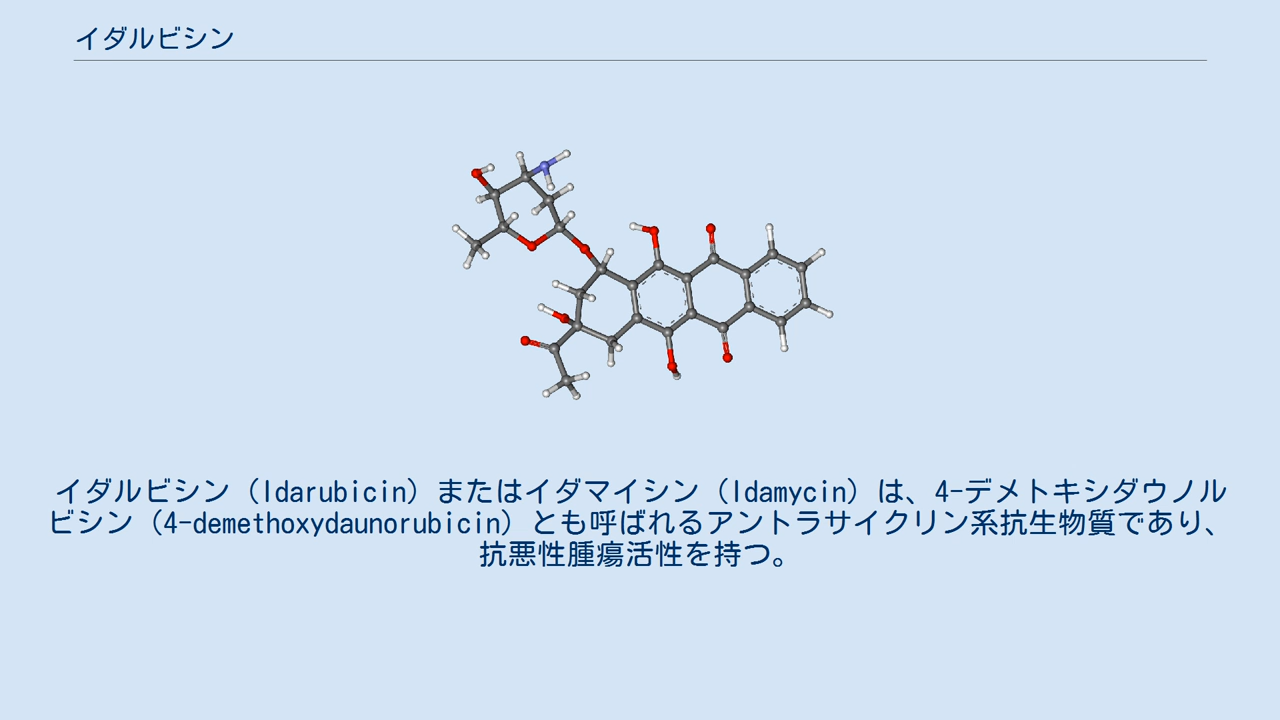 イダルビシン
イダルビシン（Idarubicin）またはイダマイシン（Idamycin）は、4-デメトキシダウノル
ビシン（4-demethoxydaunorubicin）とも呼ばれるアントラサイクリン系抗生物質であり、
抗悪性腫瘍活性を持つ。